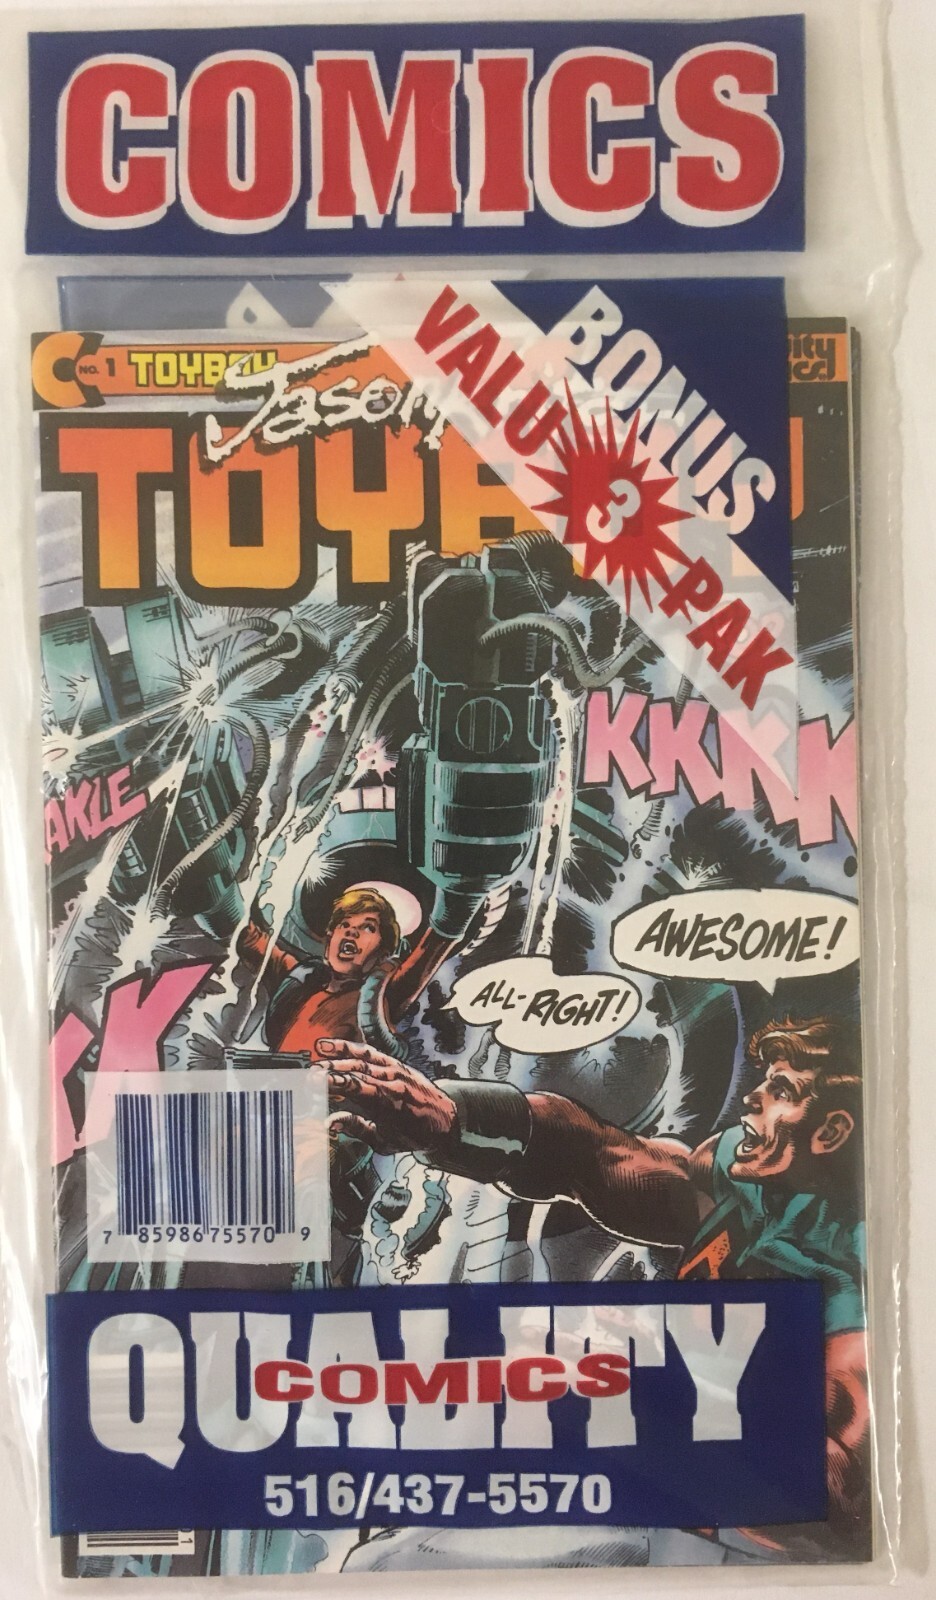 COMICS
BONUS
VALU 3 PAK
NO. 1 TOYBOY
Jason
TOYB
KKKK
AKLE
AWESOME!
ALL-RIGHT!
KK
7 85986 75570 9
QUALITY
COMICS
516/437-5570